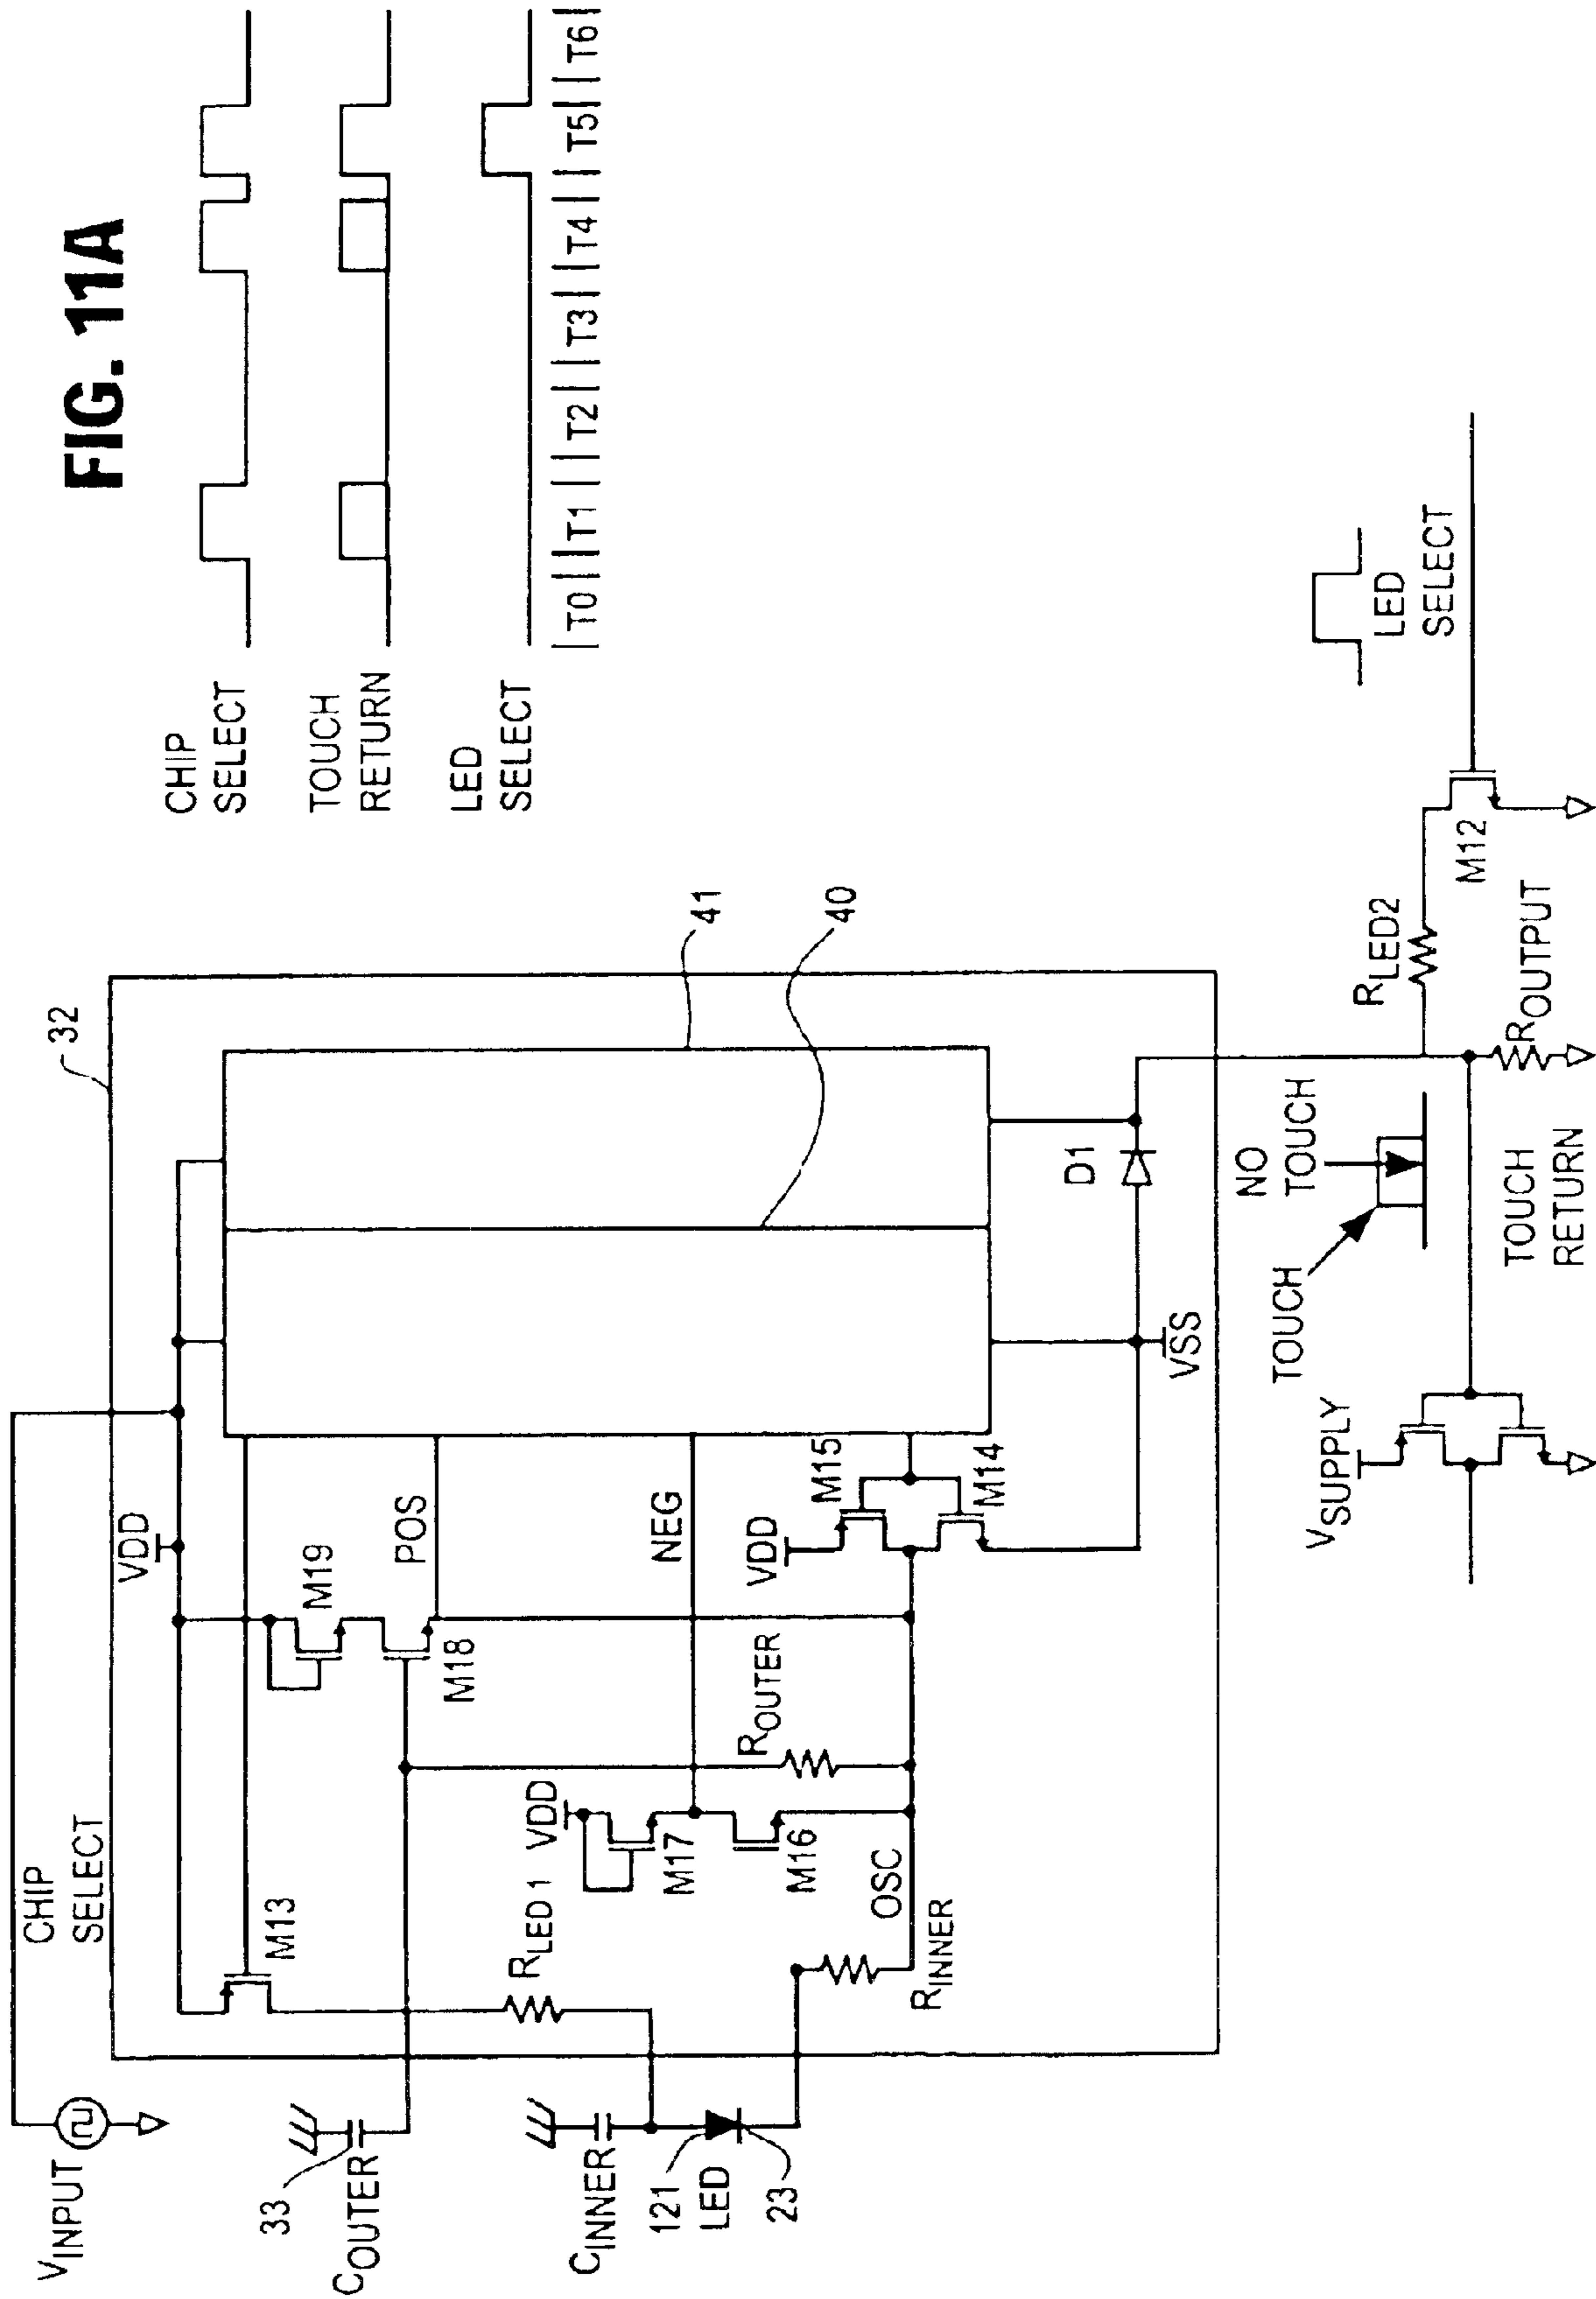 FIG. 11A
CHIP
SELECT
TOUCH
RETURN
LED
SELECT
T0 T1 T2 T3 T4 T5 T6
VINPUT
CHIP
SELECT
32
VDD
M13
M19
M18
POS
41
40
33
COUTER
RLED 1
VDD
M17
M16
NEG
ROUTER
CINNER
121
LED
23
OSC
RINNER
VDD
M15
M14
VSS
D1
VSUPPLY
TOUCH
NO
TOUCH
TOUCH
RETURN
RLED2
ROUTPUT
M12
LED
SELECT